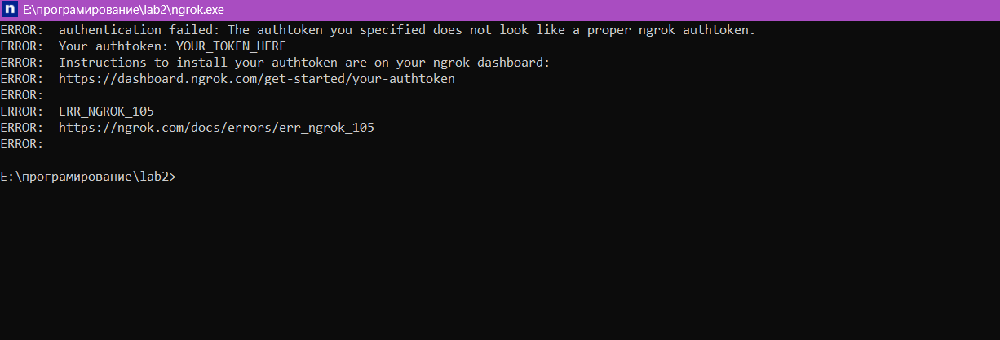 n E:\програмирование\lab2\ngrok.exe
ERROR:  authentication failed: The authtoken you specified does not look like a proper ngrok authtoken.
ERROR:  Your authtoken: YOUR_TOKEN_HERE
ERROR:  Instructions to install your authtoken are on your ngrok dashboard:
ERROR:  https://dashboard.ngrok.com/get-started/your-authtoken
ERROR:
ERROR:  ERR_NGROK_105
ERROR:  https://ngrok.com/docs/errors/err_ngrok_105
ERROR:
E:\програмирование\lab2>